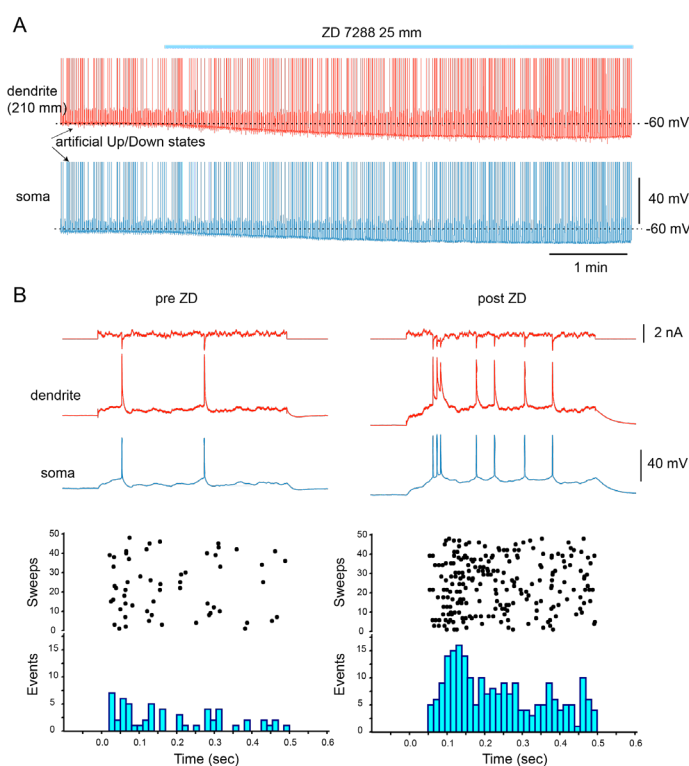 A
ZD 7288 25 mm
dendrite
(210 mm)
-60 mV
artificial Up/Down states
soma
40 mV
-60 mV
1 min
B
pre ZD
post ZD
2 nA
dendrite
soma
40 mV
50
40
30
20
10
0
Sweeps
50
40
30
20
10
0
Sweeps
15
10
5
0
Events
15
10
5
0
Events
0.0 0.1 0.2 0.3 0.4 0.5 0.6
Time (sec)
0.0 0.1 0.2 0.3 0.4 0.5 0.6
Time (sec)